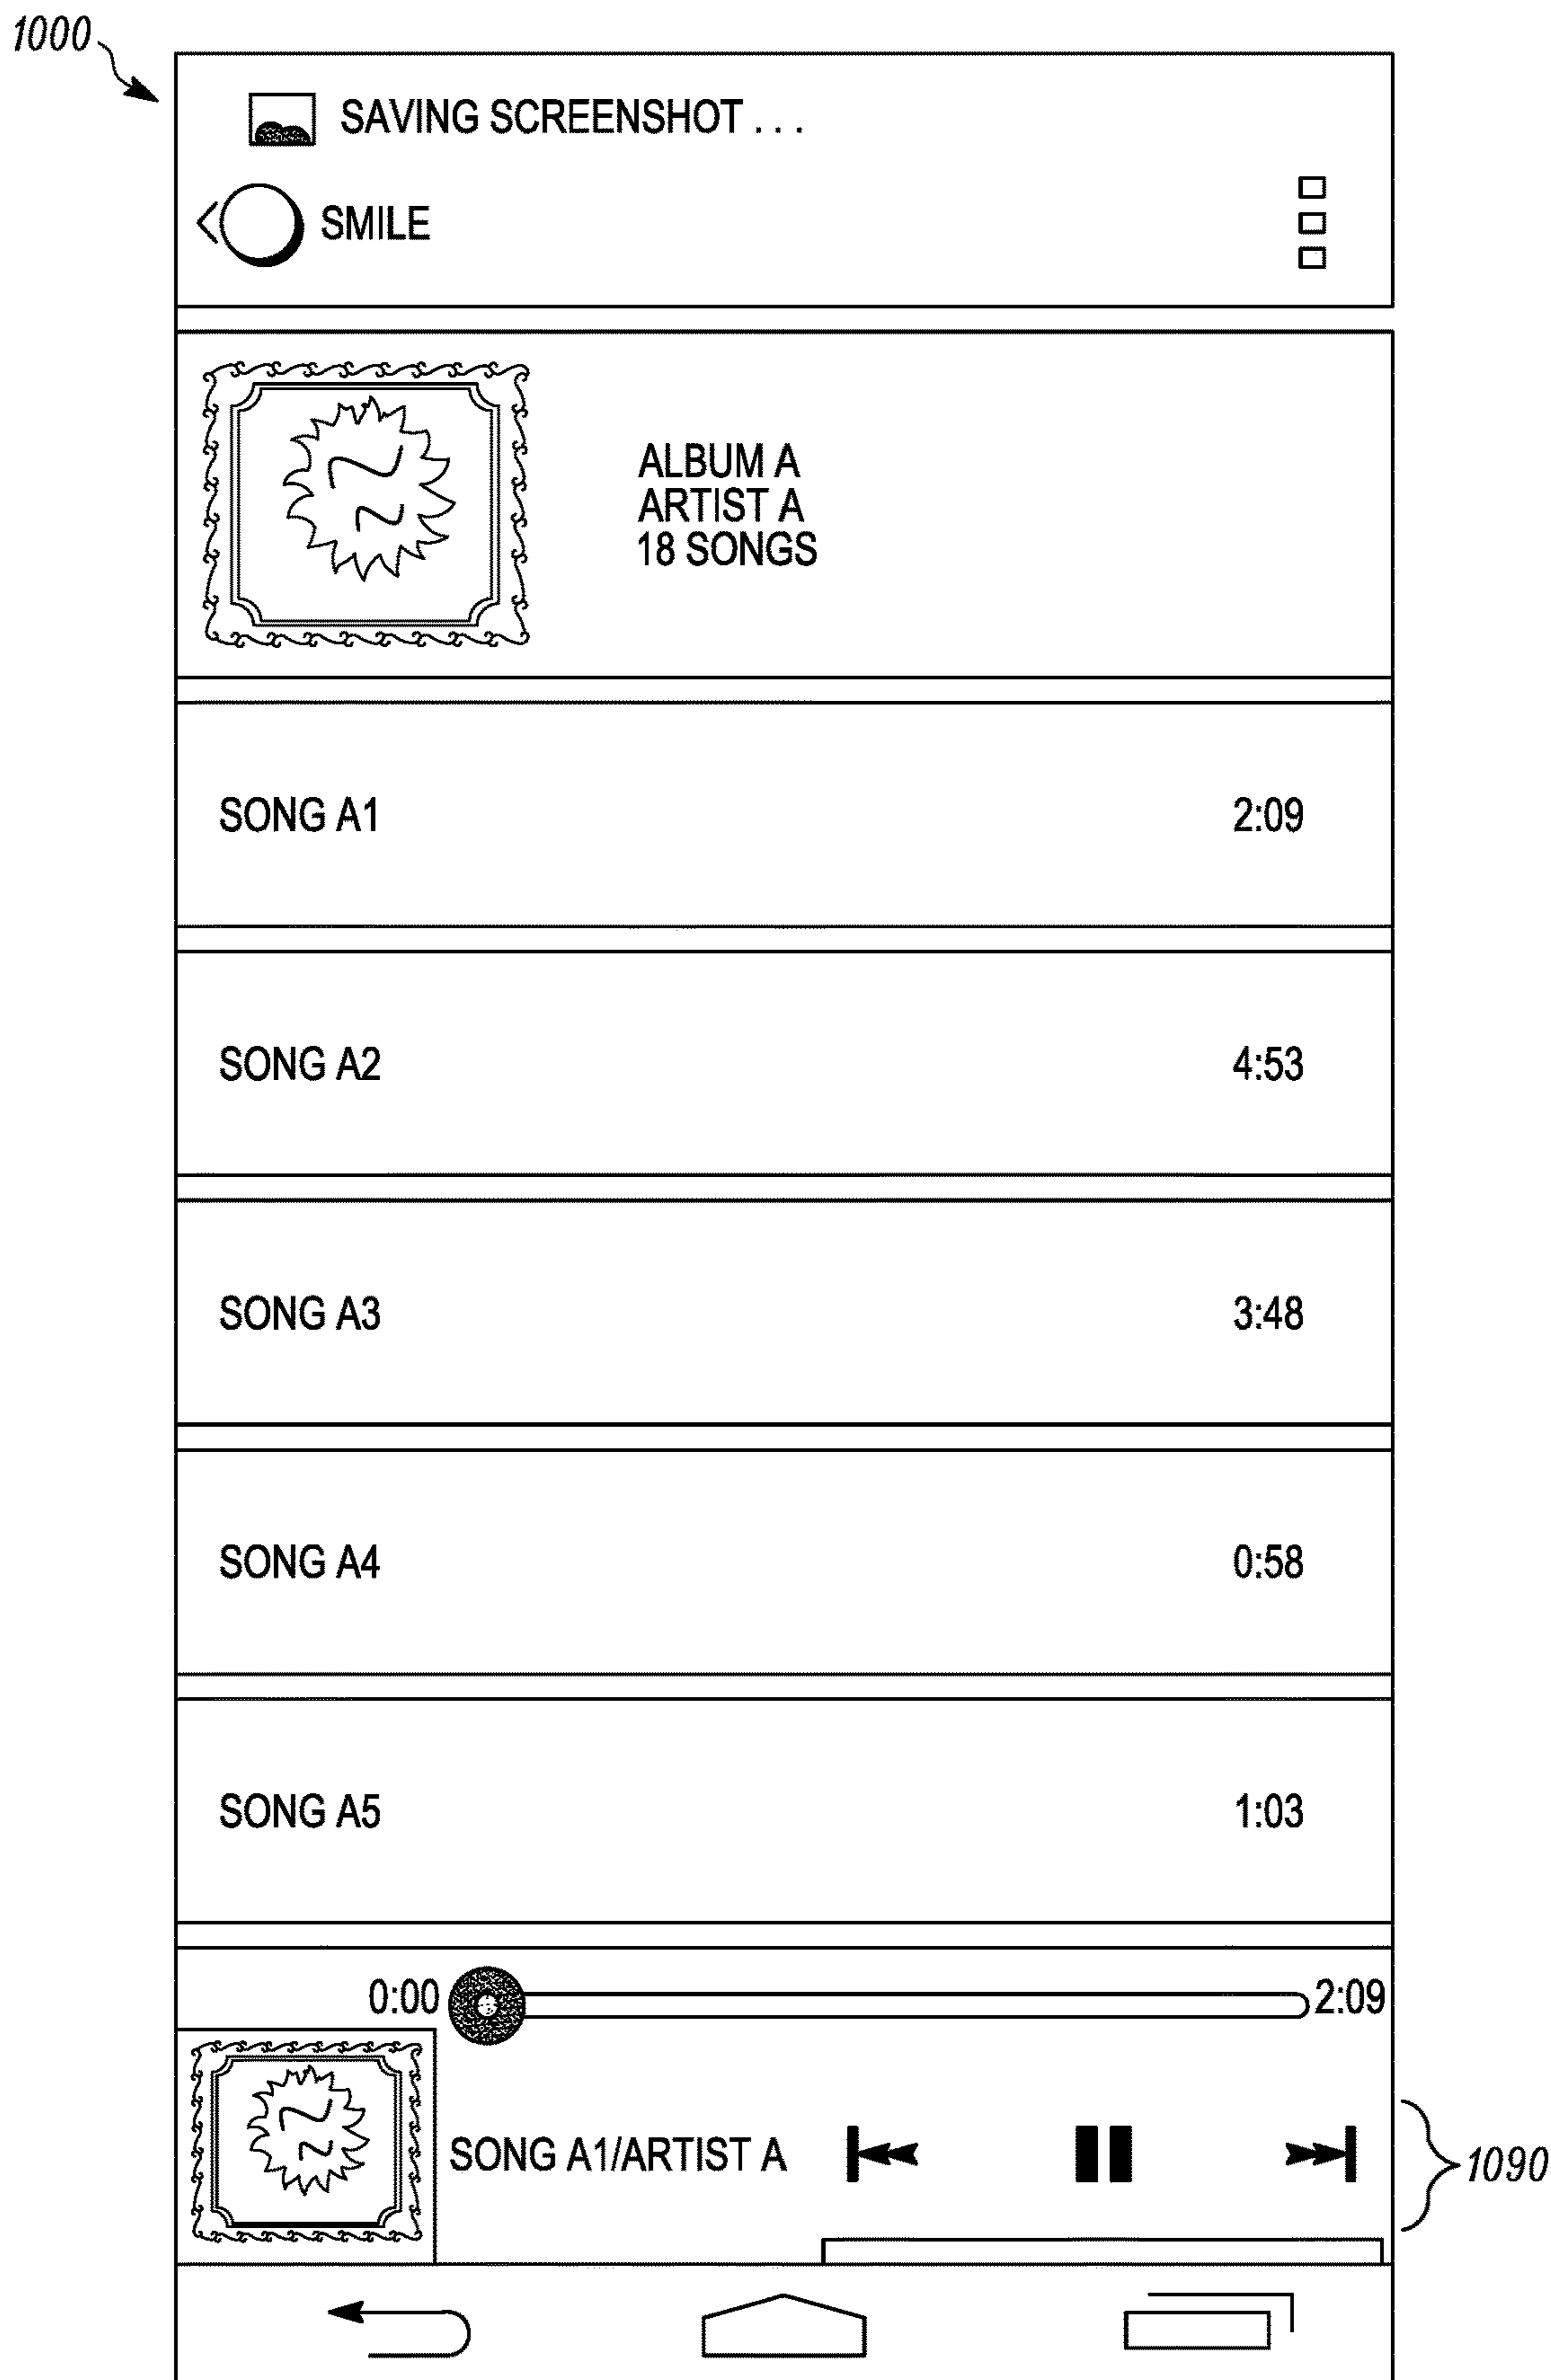 1000
SAVING SCREENSHOT . . .
SMILE
ALBUM A
ARTIST A
18 SONGS
SONG A1 2:09
SONG A2 4:53
SONG A3 3:48
SONG A4 0:58
SONG A5 1:03
0:00 2:09
SONG A1/ARTIST A
1090